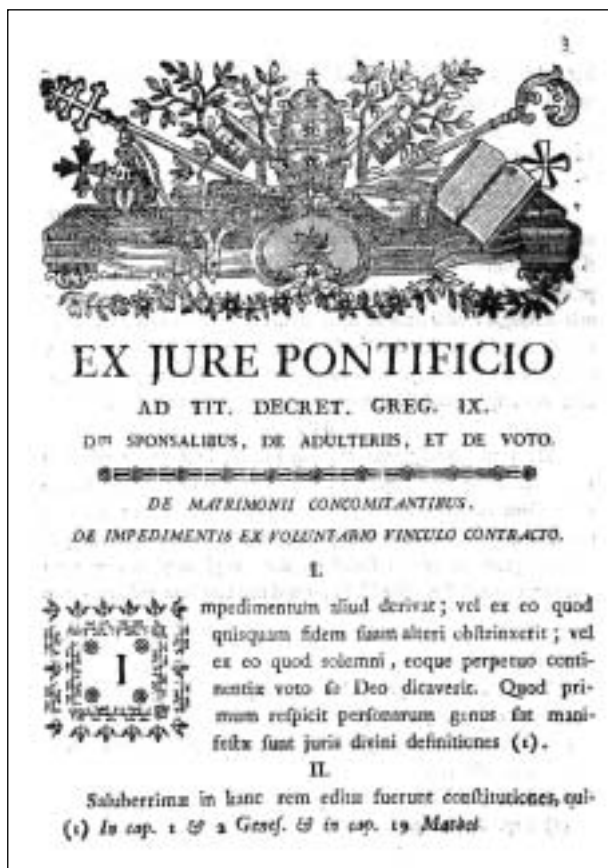 3
EX JURE PONTIFICIO
AD TIT. DECRET. GREG. IX.
SPONSALIBUS, DE ADULTERIIS, ET DE VOTO.
DE MATRIMONII CONCOMITANTIBUS,
DE IMPEDIMENTIS EX VOLUNTARIO VINCULO CONTRACTO.
I.
Impedimentum aliud derivat; vel ex eo quod
quisquam fidem suam alteri obſtrinxerit; vel
ex eo quod solemni, eoque perpetuo conti-
nentiæ voto ſe Deo dicaverit. Quod pri-
mum reſpicit perſonarum genus ſat mani-
feſtæ ſunt juris divini definitiones (1).
II.
Saluberrimæ in hanc rem editæ fuerunt conſtitutiones, qui-
(1) In cap. 1 & 2 Geneſ. & in cap. 19 Matthæi